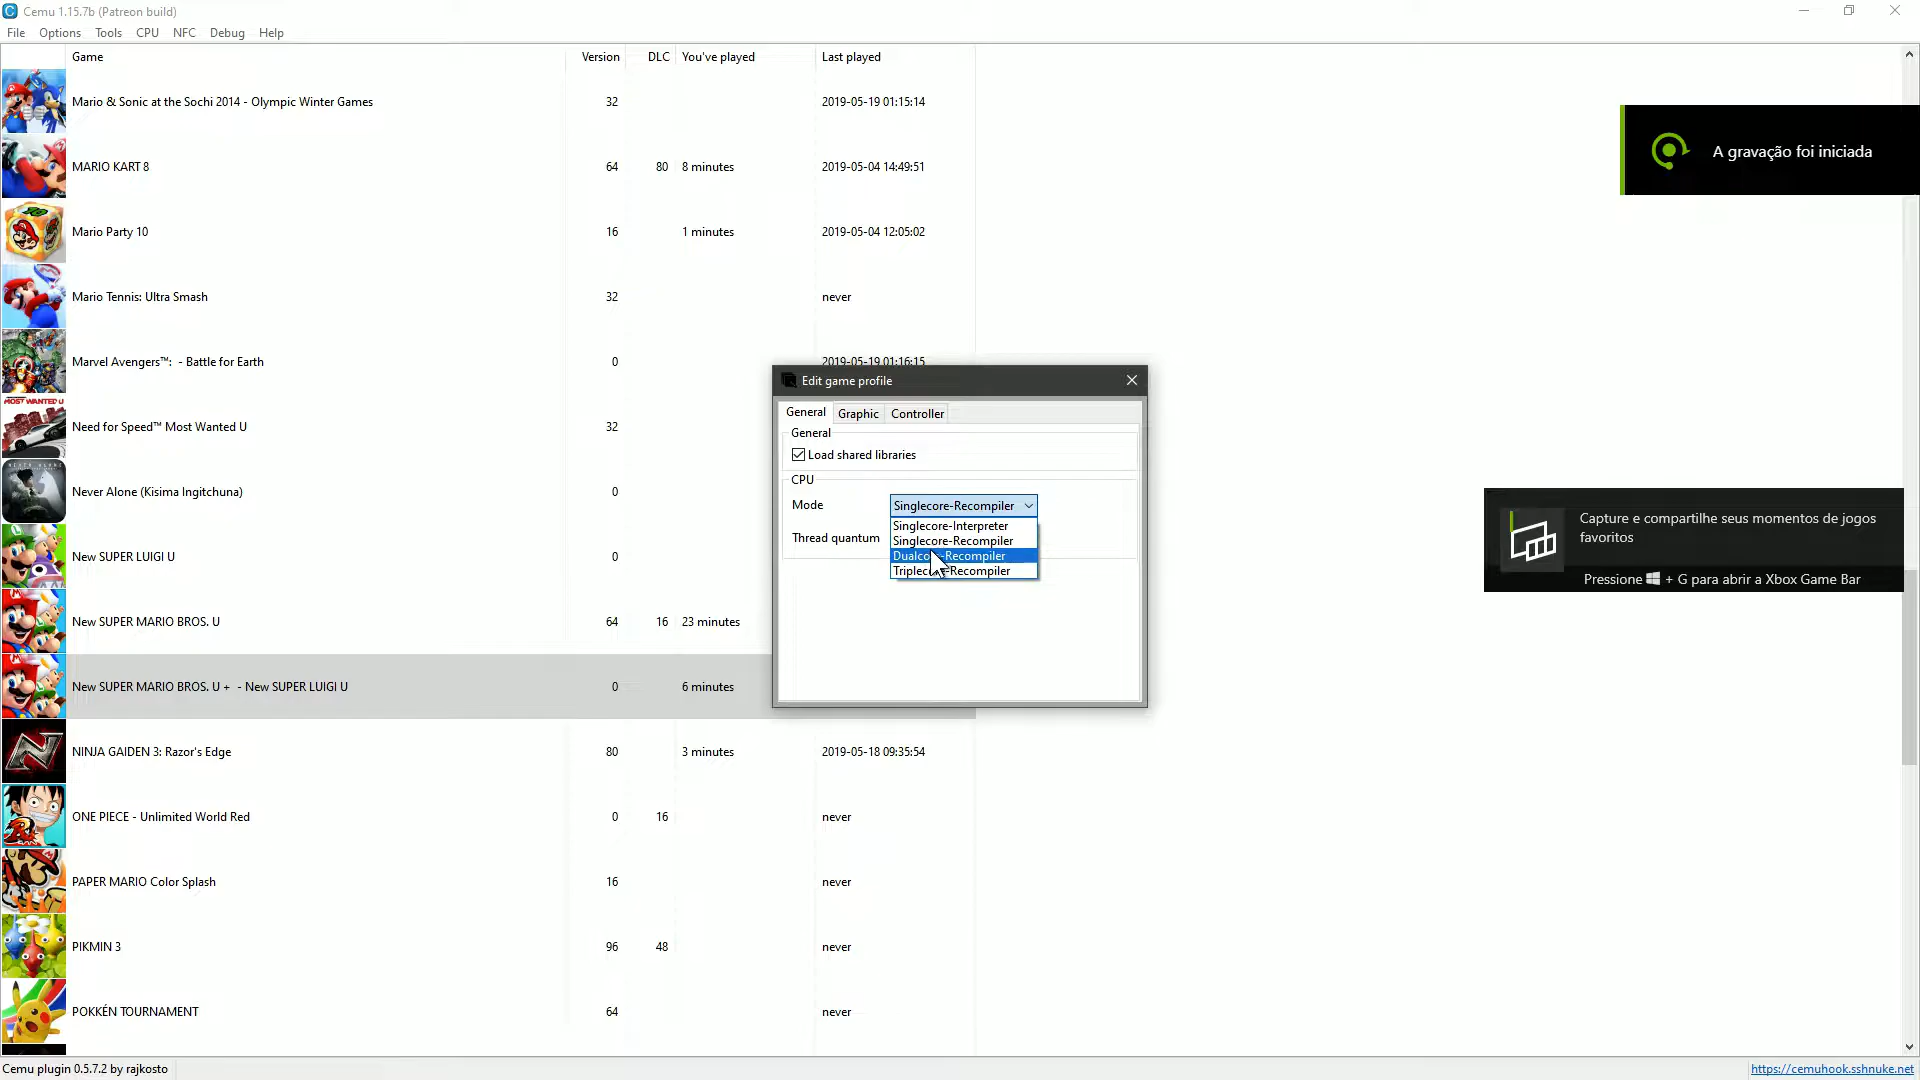 Cemu 1.15.7b (Patreon build)
File Options Tools CPU NFC Debug Help
Game Version DLC You've played Last played
Mario & Sonic at the Sochi 2014 - Olympic Winter Games 32 2019-05-19 01:15:14
MARIO KART 8 64 80 8 minutes 2019-05-04 14:49:51
Mario Party 10 16 1 minutes 2019-05-04 12:05:02
Mario Tennis: Ultra Smash 32 never
Marvel Avengers™: - Battle for Earth 0 2019-05-19 01:16:15
Need for Speed™ Most Wanted U 32
Never Alone (Kisima Ingitchuna) 0
New SUPER LUIGI U 0
New SUPER MARIO BROS. U 64 16 23 minutes
New SUPER MARIO BROS. U + - New SUPER LUIGI U 0 6 minutes
NINJA GAIDEN 3: Razor's Edge 80 3 minutes 2019-05-18 09:35:54
ONE PIECE - Unlimited World Red 0 16 never
PAPER MARIO Color Splash 16 never
PIKMIN 3 96 48 never
POKKÉN TOURNAMENT 64 never
MOST WANTED U
Edit game profile
General Graphic Controller
General
Load shared libraries
CPU
Mode Singlecore-Recompiler
Singlecore-Interpreter
Singlecore-Recompiler
Thread quantum
A gravação foi iniciada
Capture e compartilhe seus momentos de jogos
favoritos
Pressione + G para abrir a Xbox Game Bar
Cemu plugin 0.5.7.2 by rajkosto
https://cemuhook.sshnuke.net